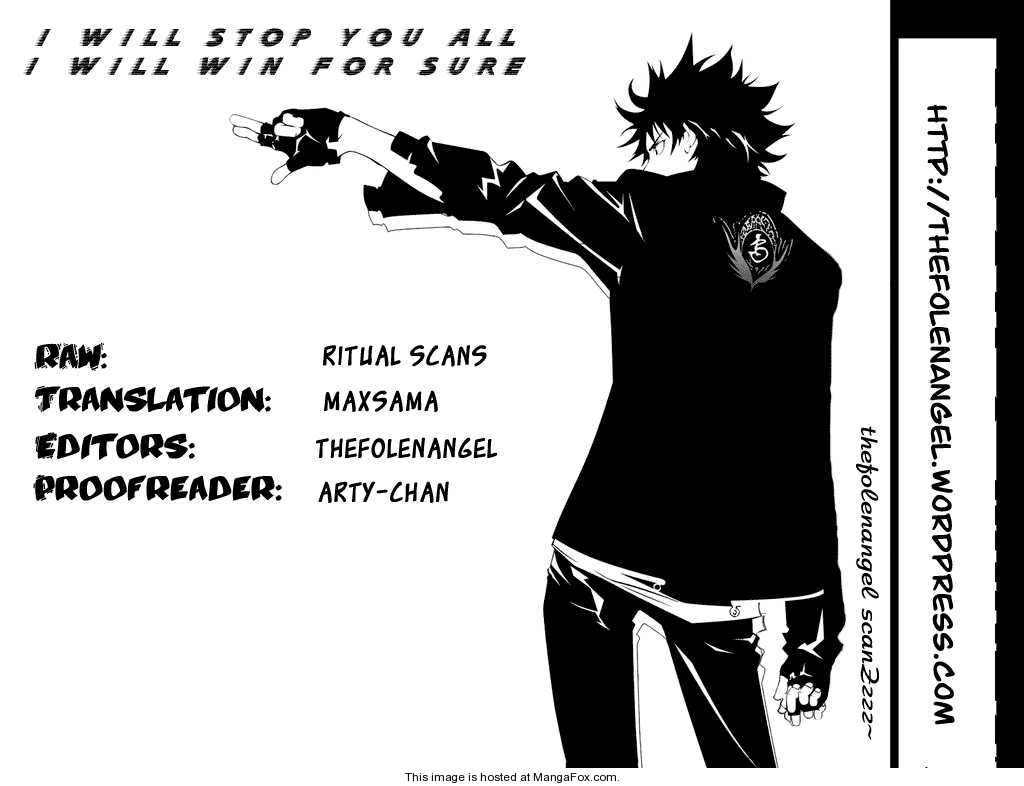 I WILL STOP YOU ALL
I WILL WIN FOR SURE
RAW: RITUAL SCANS
TRANSLATION: MAXSAMA
EDITORS: THEFOLENANGEL
PROOFREADER: ARTY-CHAN
thefolenangel scanZzzz~
HTTP://THEFOLENANGEL.WORDPRESS.COM
This image is hosted at MangaFox.com.